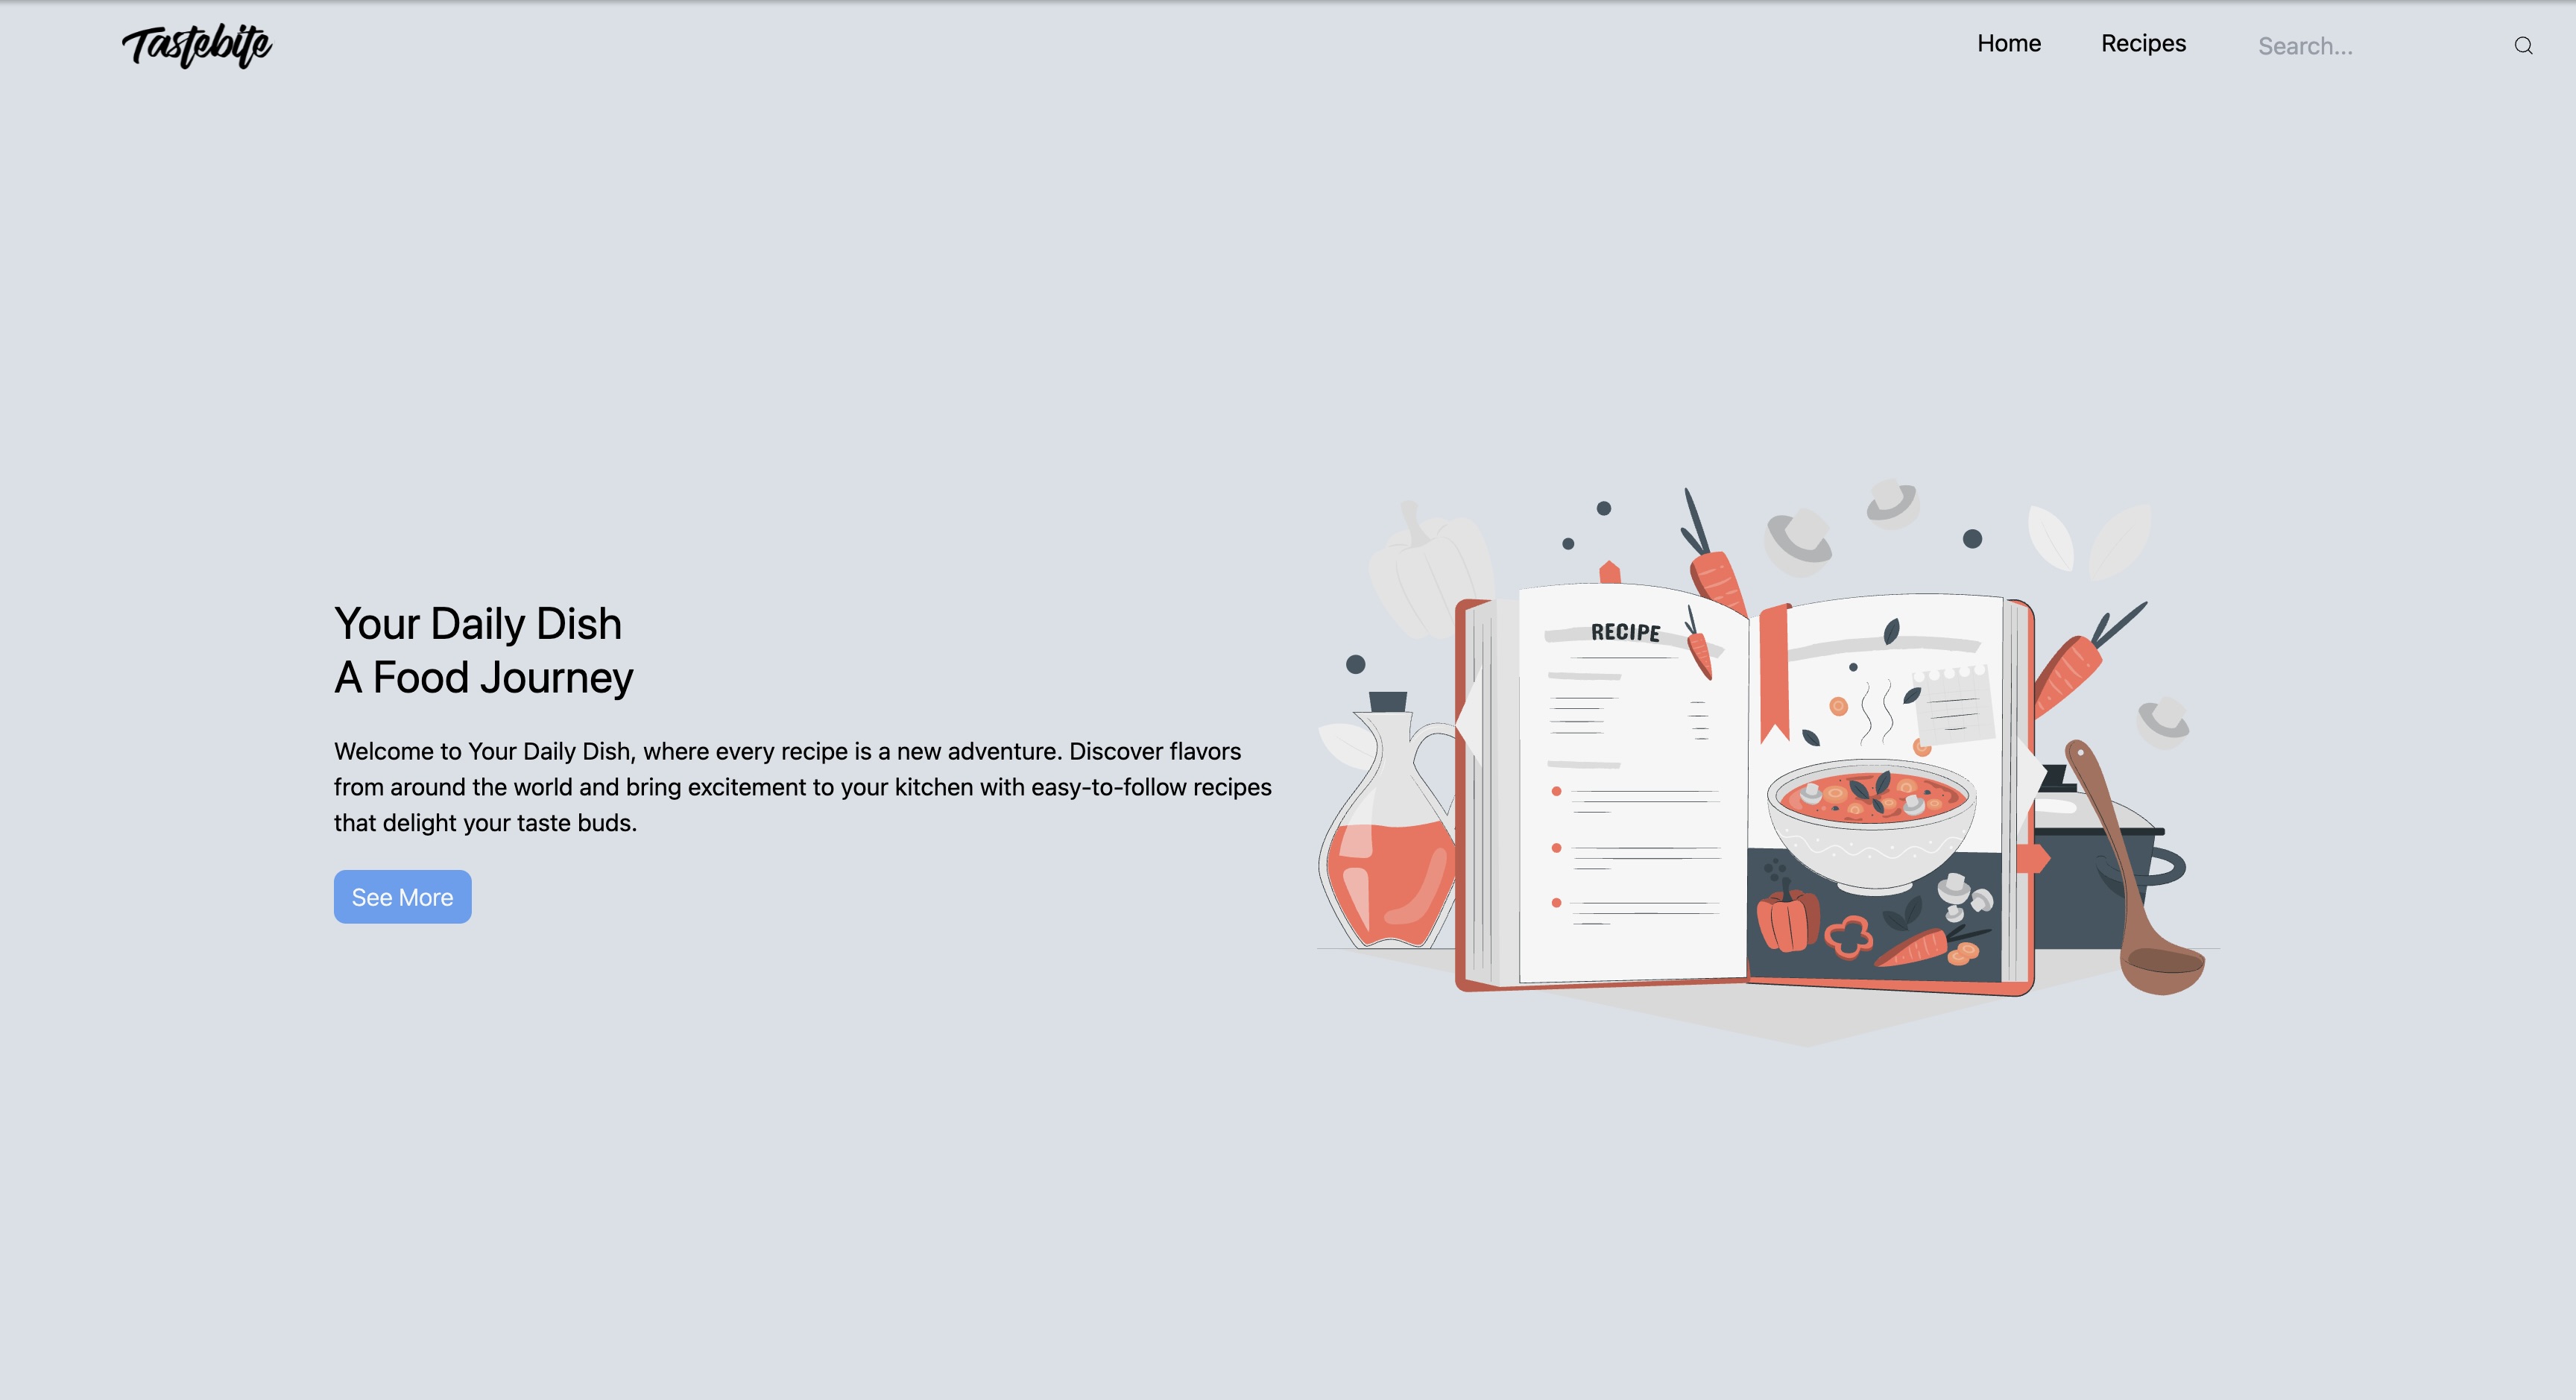 Tastebite
Home
Recipes
Search...
Your Daily Dish
A Food Journey
Welcome to Your Daily Dish, where every recipe is a new adventure. Discover flavors
from around the world and bring excitement to your kitchen with easy-to-follow recipes
that delight your taste buds.
See More
RECIPE